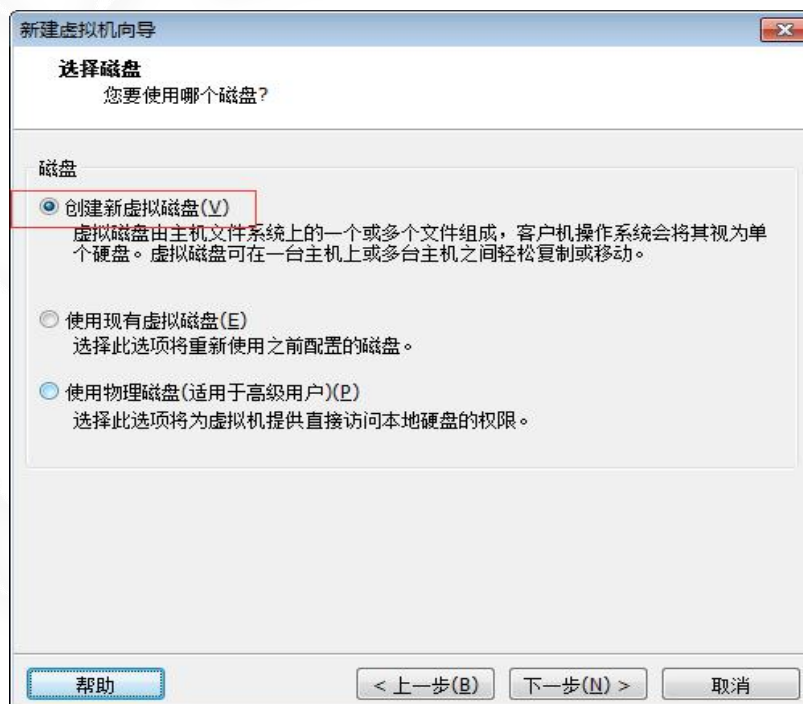 新建虚拟机向导
选择磁盘
您要使用哪个磁盘?
磁盘
创建新虚拟磁盘(V)
虚拟磁盘由主机文件系统上的一个或多个文件组成，客户机操作系统会将其视为单
个硬盘。虚拟磁盘可在一台主机上或多台主机之间轻松复制或移动。
使用现有虚拟磁盘(E)
选择此选项将重新使用之前配置的磁盘。
使用物理磁盘(适用于高级用户)(P)
选择此选项将为虚拟机提供直接访问本地硬盘的权限。
帮助 < 上一步(B) 下一步(N) > 取消